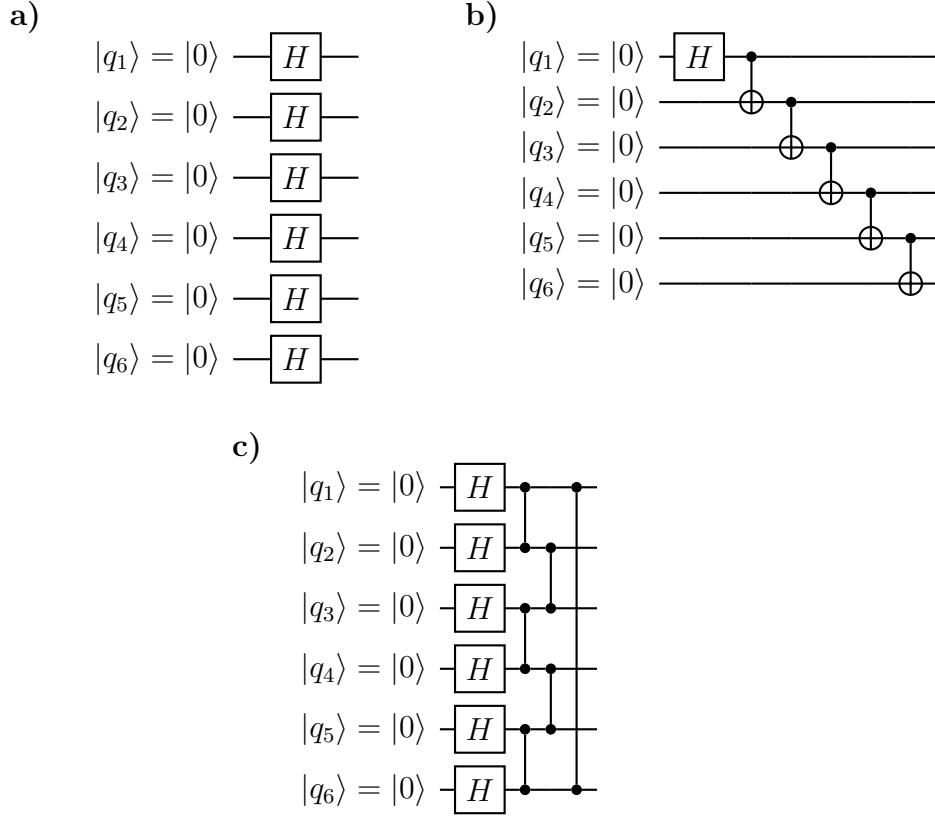 a)
|q₁⟩ = |0⟩ H
|q₂⟩ = |0⟩ H
|q₃⟩ = |0⟩ H
|q₄⟩ = |0⟩ H
|q₅⟩ = |0⟩ H
|q₆⟩ = |0⟩ H
b)
|q₁⟩ = |0⟩ H
|q₂⟩ = |0⟩
|q₃⟩ = |0⟩
|q₄⟩ = |0⟩
|q₅⟩ = |0⟩
|q₆⟩ = |0⟩
c)
|q₁⟩ = |0⟩ H
|q₂⟩ = |0⟩ H
|q₃⟩ = |0⟩ H
|q₄⟩ = |0⟩ H
|q₅⟩ = |0⟩ H
|q₆⟩ = |0⟩ H